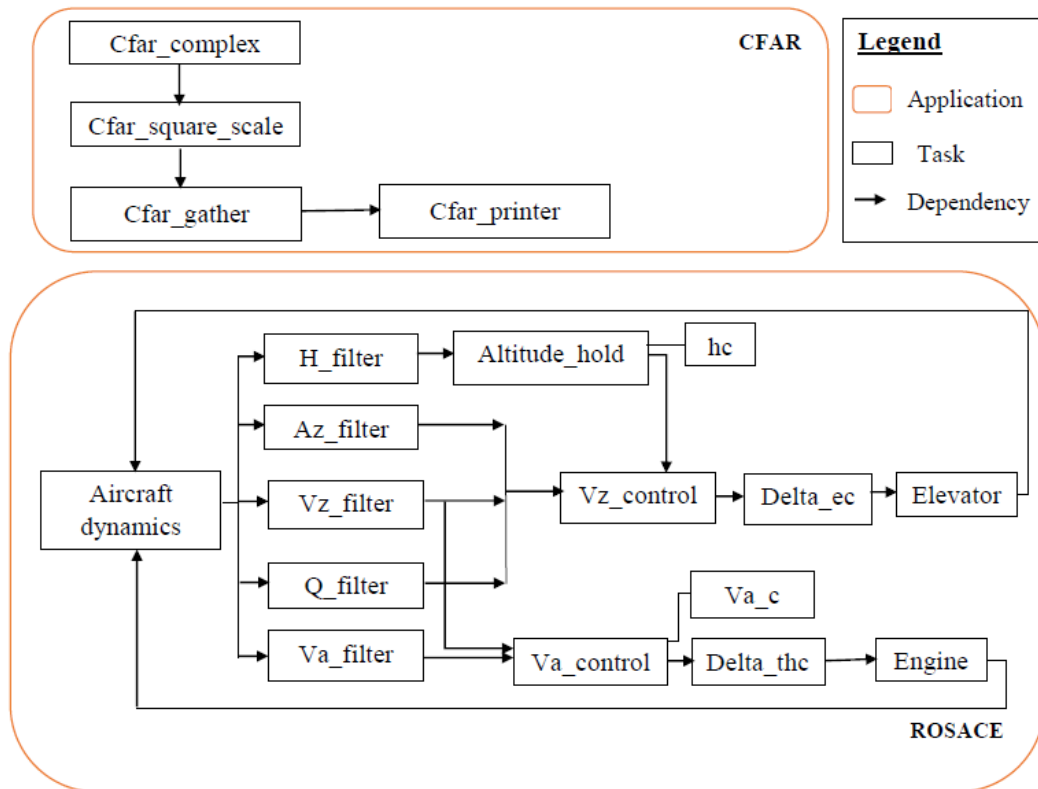 Cfar_complex
CFAR
Cfar_square_scale
Cfar_gather
Cfar_printer
Legend
Application
Task
Dependency
H_filter
Altitude_hold
hc
Az_filter
Aircraft
dynamics
Vz_filter
Vz_control
Delta_ec
Elevator
Q_filter
Va_c
Va_filter
Va_control
Delta_thc
Engine
ROSACE